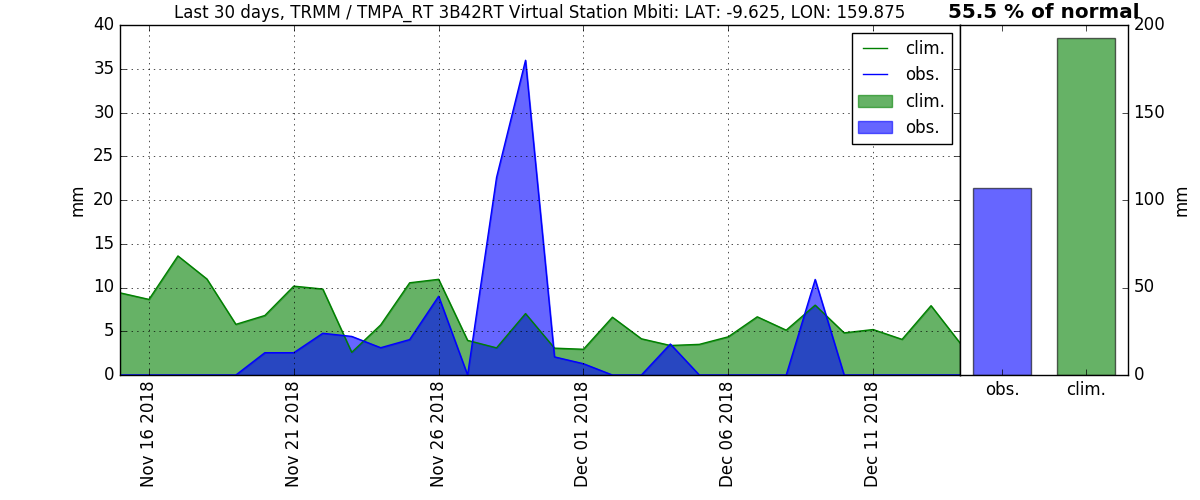 Last 30 days, TRMM / TMPA_RT 3B42RT Virtual Station Mbiti: LAT: -9.625, LON: 159.875
55.5 % of normal
40
35
30
25
20
15
10
5
0
mm
clim.
obs.
clim.
obs.
Nov 16 2018
Nov 21 2018
Nov 26 2018
Dec 01 2018
Dec 06 2018
Dec 11 2018
200
150
100
50
0
mm
obs.
clim.